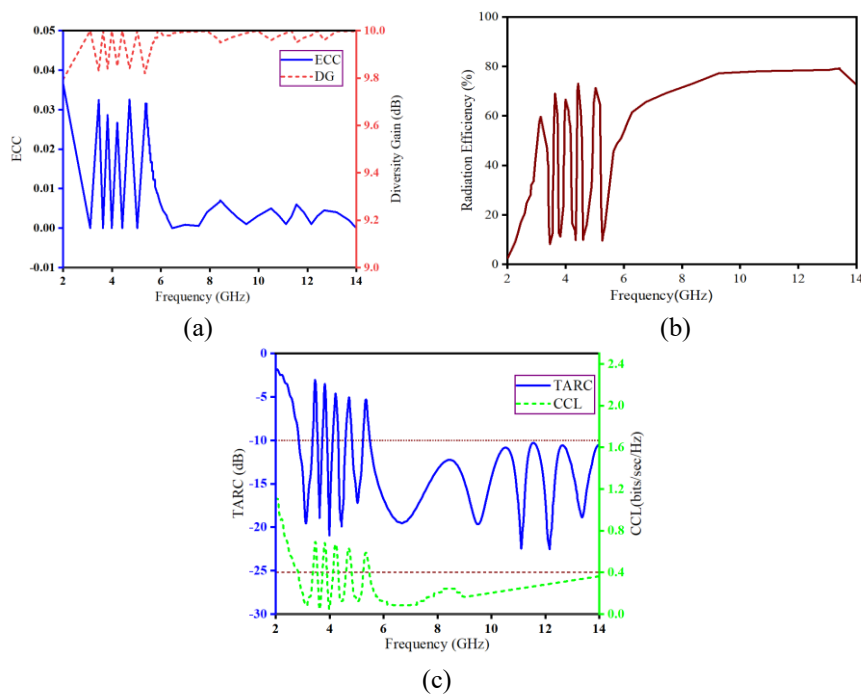 ECC
0.05
0.04
0.03
0.02
0.01
0.00
-0.01
ECC
DG
10.0
9.8
9.6
9.4
9.2
9.0
Diversity Gain (dB)
2 4 6 8 10 12 14
Frequency (GHz)
(a)
Radiation Efficiency (%)
100
80
60
40
20
0
2 4 6 8 10 12 14
Frequency(GHz)
(b)
TARC (dB)
0
-5
-10
-15
-20
-25
-30
TARC
CCL
2.4
2.0
1.6
1.2
0.8
0.4
0.0
CCL(bits/sec/Hz)
2 4 6 8 10 12 14
Frequency (GHz)
(c)